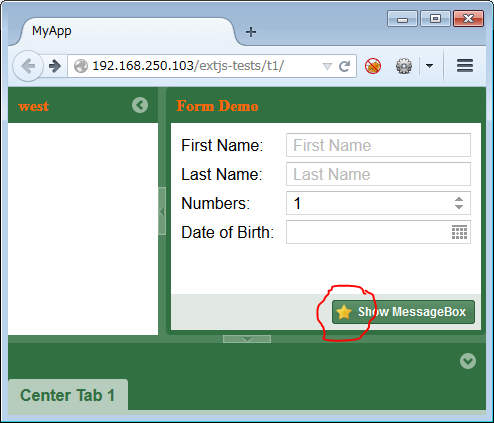 MyApp
192.168.250.103/extjs-tests/t1/
west
Form Demo
First Name: First Name
Last Name: Last Name
Numbers: 1
Date of Birth:
Show MessageBox
Center Tab 1